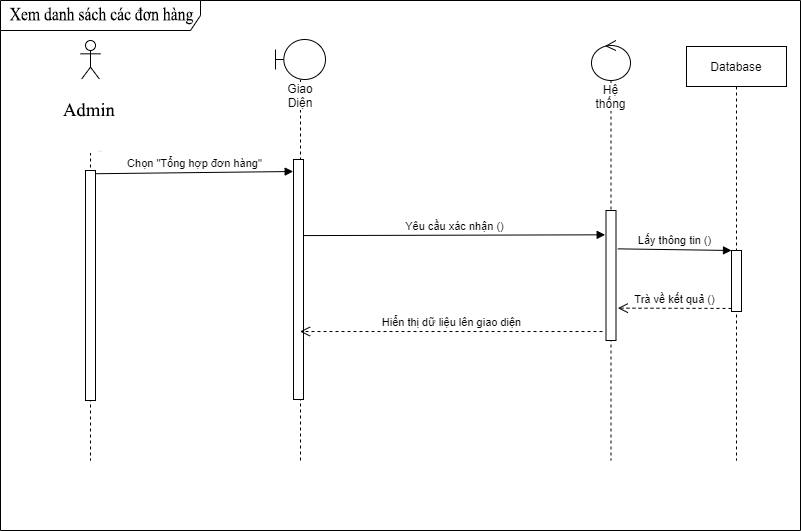 Xem danh sách các đơn hàng
Giao
Diện
Hệ
thống
Database
Admin
Chọn "Tổng hợp đơn hàng"
Yêu cầu xác nhận ()
Lấy thông tin ()
Trà về kết quả ()
Hiển thị dữ liệu lên giao diện